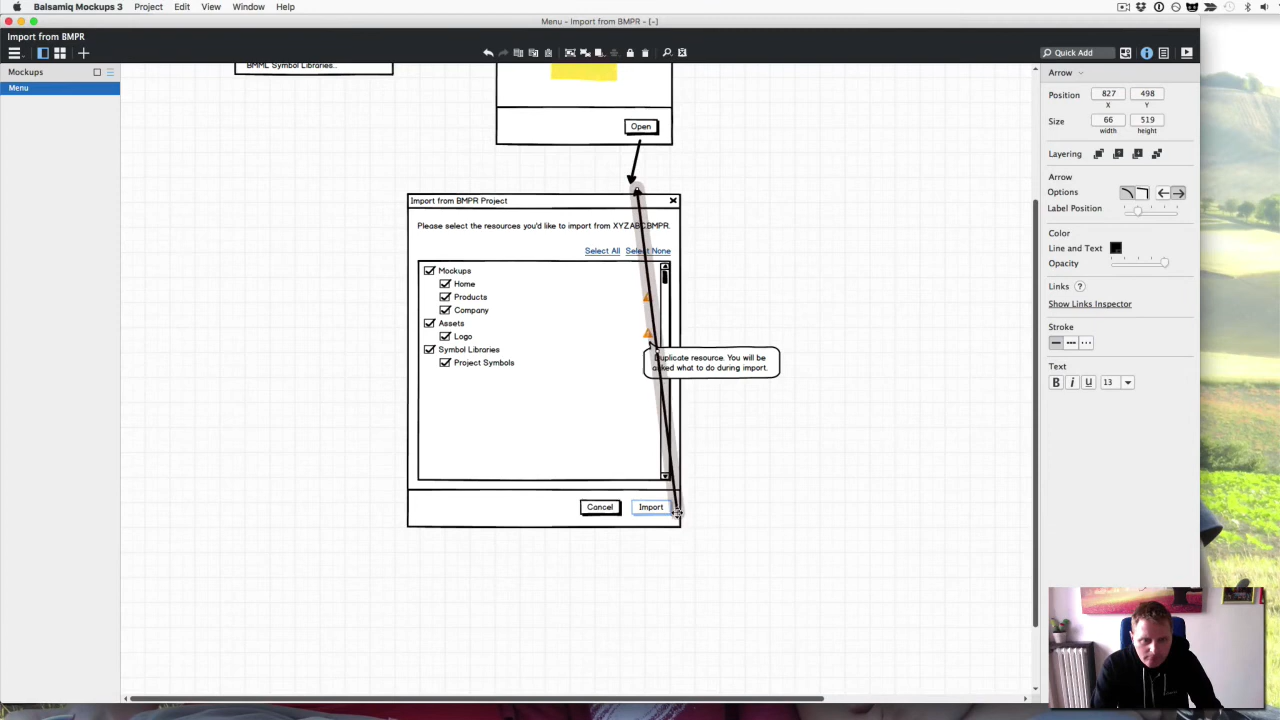 Balsamiq Mockups 3 Project Edit View Window Help
Menu - Import from BMPR - [-]
Import from BMPR
Quick Add
Mockups
Menu
BMML Symbol Libraries...
Open
Import from BMPR Project
Please select the resources you'd like to import from XYZABCBMPR.
Select All Select None
Mockups
Home
Products
Company
Assets
Logo
Symbol Libraries
Project Symbols
Duplicate resource. You will be
asked what to do during import.
Cancel Import
Arrow
Position 827 498
X Y
Size 66 519
width height
Layering
Arrow
Options
Label Position
Color
Line and Text
Opacity
Links ?
Show Links Inspector
Stroke
Text
B i U 13